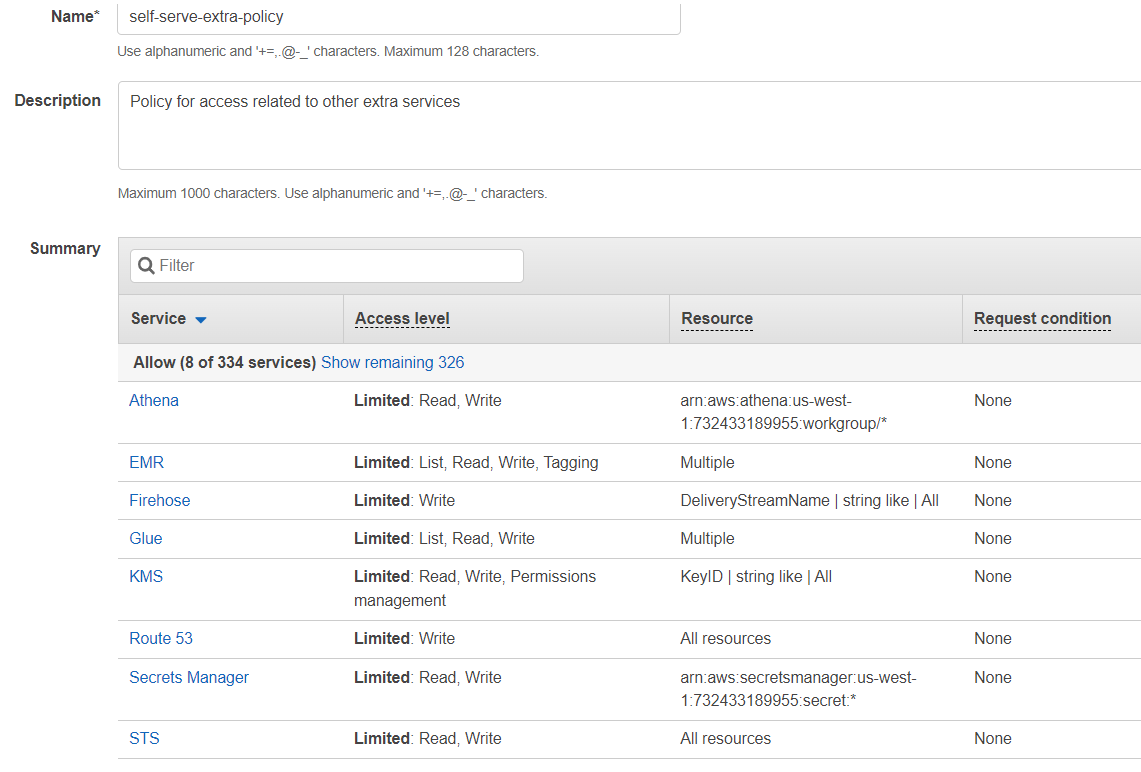 Name*
self-serve-extra-policy
Use alphanumeric and '+=,.@-_' characters. Maximum 128 characters.
Description
Policy for access related to other extra services
Maximum 1000 characters. Use alphanumeric and '+=,.@-_' characters.
Summary
Filter
Service Access level Resource Request condition
Allow (8 of 334 services) Show remaining 326
Athena Limited: Read, Write arn:aws:athena:us-west- None
1:732433189955:workgroup/*
EMR Limited: List, Read, Write, Tagging Multiple None
Firehose Limited: Write DeliveryStreamName | string like | All None
Glue Limited: List, Read, Write Multiple None
KMS Limited: Read, Write, Permissions KeyID | string like | All None
management
Route 53 Limited: Write All resources None
Secrets Manager Limited: Read, Write arn:aws:secretsmanager:us-west- None
1:732433189955:secret:*
STS Limited: Read, Write All resources None